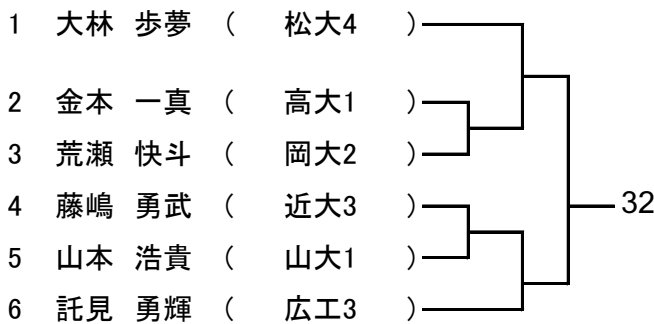 1 大林 歩夢 ( 松大4 )
2 金本 一真 ( 高大1 )
3 荒瀬 快斗 ( 岡大2 )
4 藤嶋 勇武 ( 近大3 )
32
5 山本 浩貴 ( 山大1 )
6 託見 勇輝 ( 広工3 )